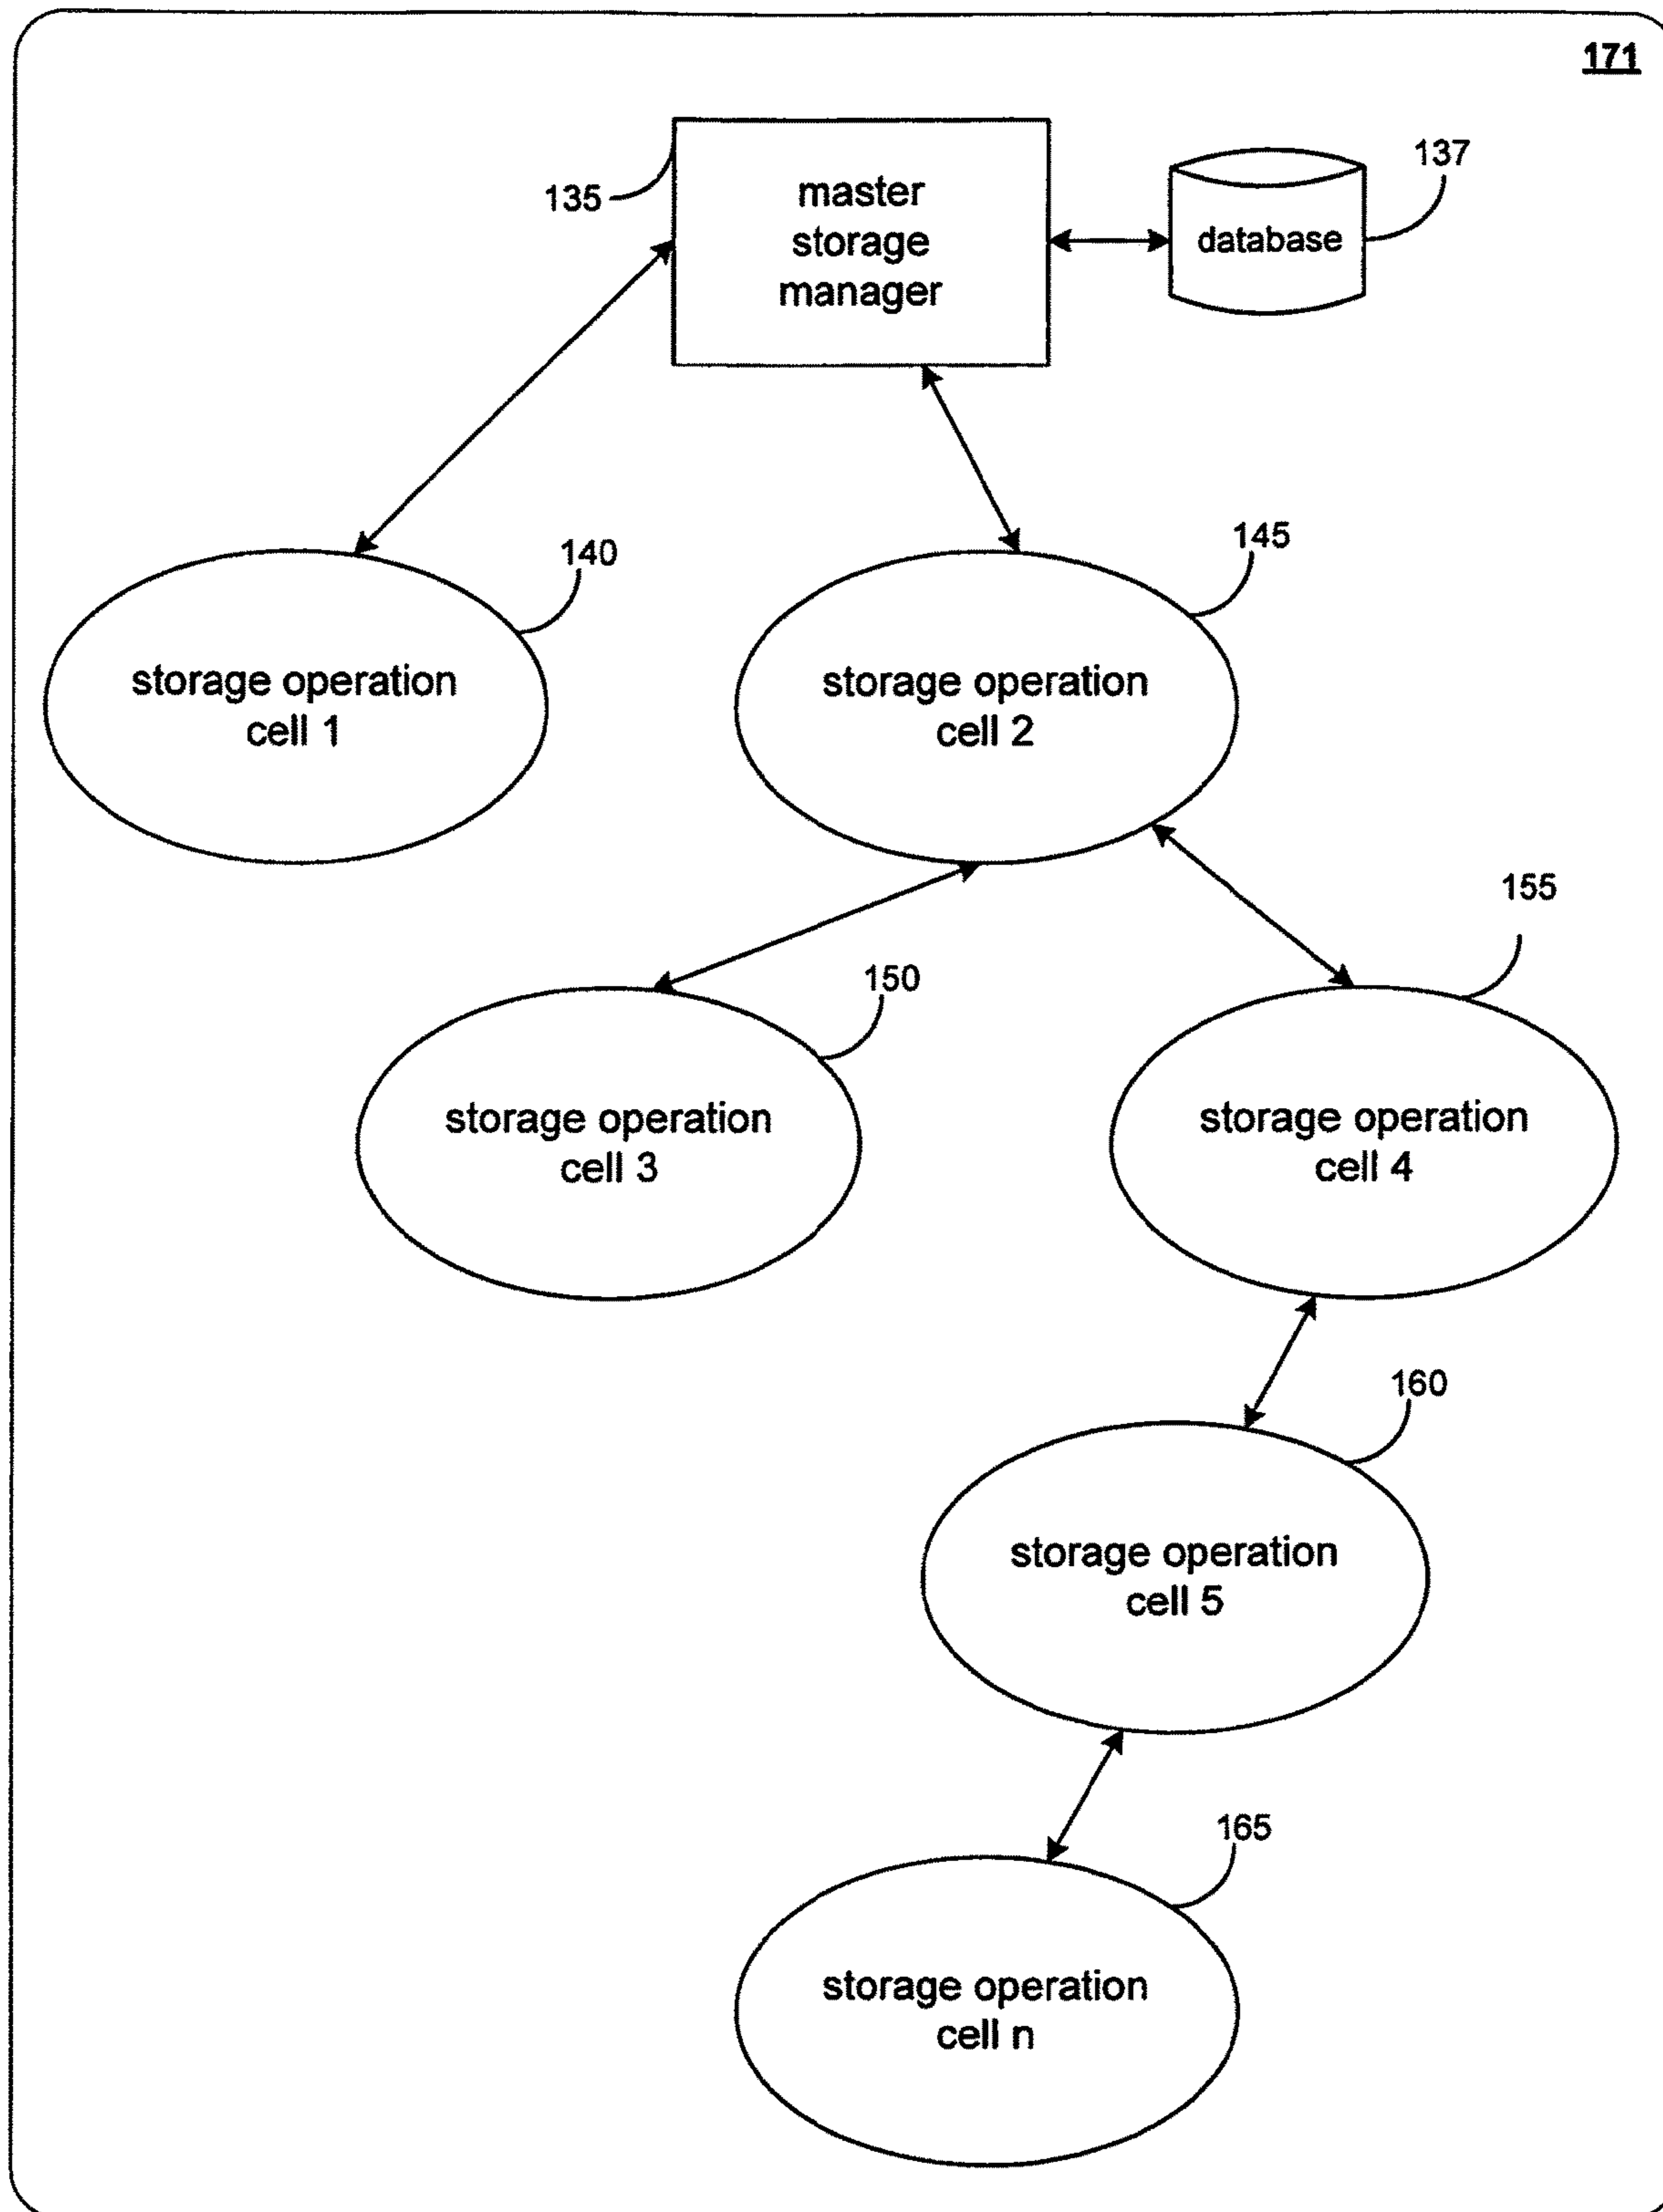 171
135
master
storage
manager
database
137
140
145
storage operation
cell 1
storage operation
cell 2
150
155
storage operation
cell 3
storage operation
cell 4
160
storage operation
cell 5
165
storage operation
cell n